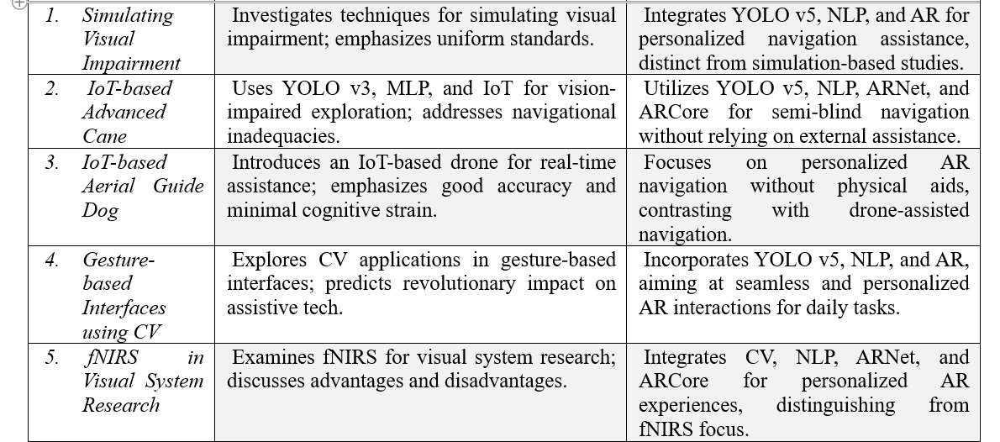 1. Simulating Visual Impairment
Investigates techniques for simulating visual impairment; emphasizes uniform standards.
Integrates YOLO v5, NLP, and AR for personalized navigation assistance, distinct from simulation-based studies.
2. IoT-based Advanced Cane
Uses YOLO v3, MLP, and IoT for vision-impaired exploration; addresses navigational inadequacies.
Utilizes YOLO v5, NLP, ARNet, and ARCore for semi-blind navigation without relying on external assistance.
3. IoT-based Aerial Guide Dog
Introduces an IoT-based drone for real-time assistance; emphasizes good accuracy and minimal cognitive strain.
Focuses on personalized AR navigation without physical aids, contrasting with drone-assisted navigation.
4. Gesture-based Interfaces using CV
Explores CV applications in gesture-based interfaces; predicts revolutionary impact on assistive tech.
Incorporates YOLO v5, NLP, and AR, aiming at seamless and personalized AR interactions for daily tasks.
5. fNIRS in Visual System Research
Examines fNIRS for visual system research; discusses advantages and disadvantages.
Integrates CV, NLP, ARNet, and ARCore for personalized AR experiences, distinguishing from fNIRS focus.